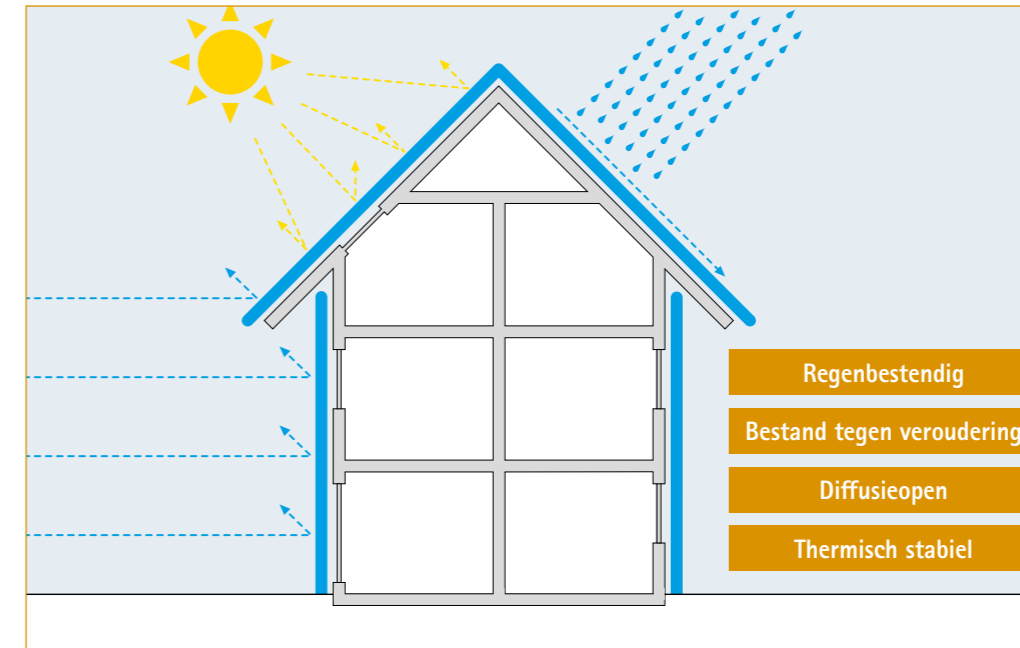 Regenbestendig
Bestand tegen veroudering
Diffusieopen
Thermisch stabiel